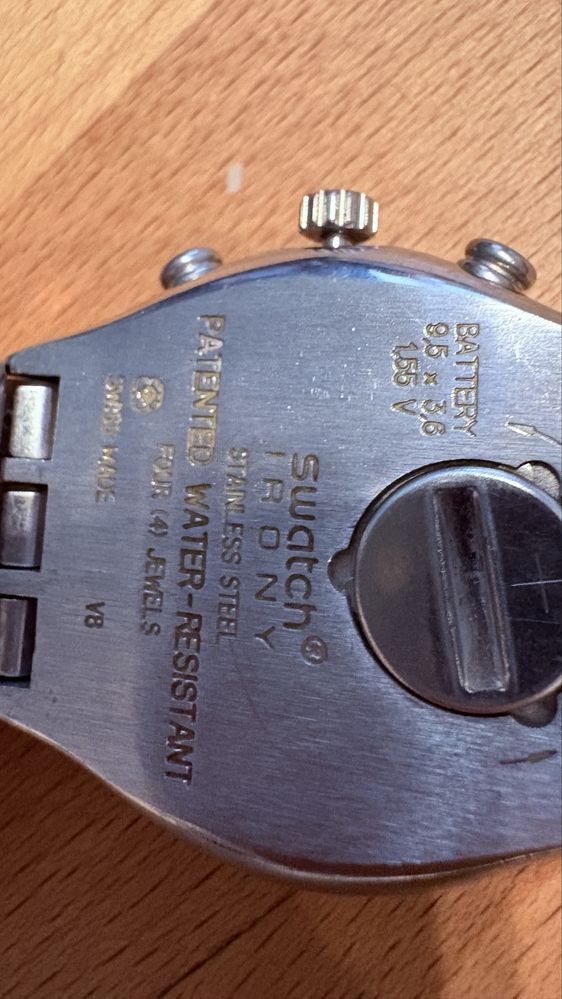 BATTERY
9,5 x 3,6
1,55 V
swatch®
IRONY
STAINLESS STEEL
PATENTED WATER-RESISTANT
FOUR (4) JEWELS
SWISS MADE
V8
+